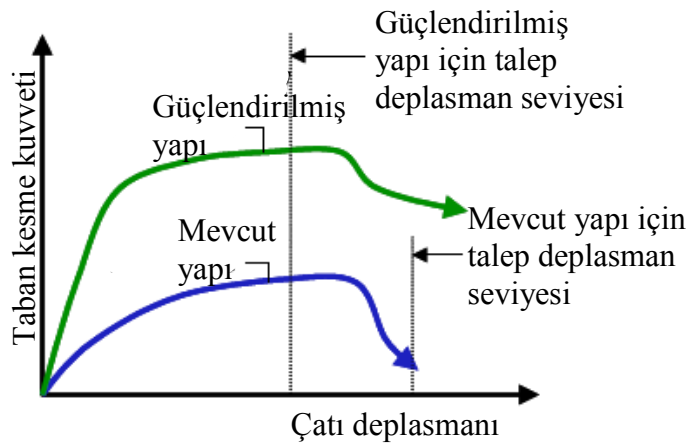 Güçlendirilmiş
yapı için talep
deplasman seviyesi
Güçlendirilmiş
yapı
Mevcut
yapı
Mevcut yapı için
talep deplasman
seviyesi
Taban kesme kuvveti
Çatı deplasmanı